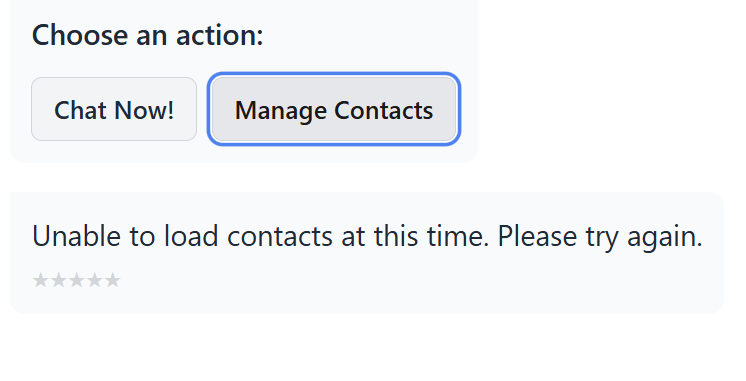 Choose an action:
Chat Now! Manage Contacts
Unable to load contacts at this time. Please try again.